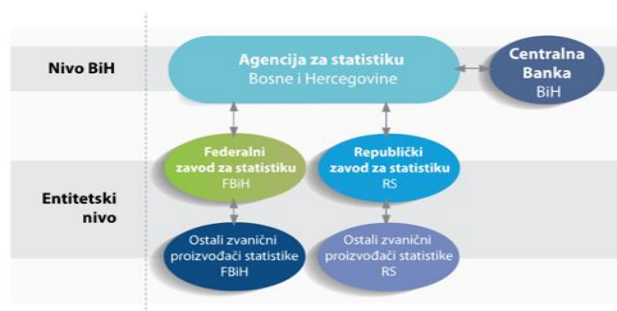 Nivo BiH
Agencija za statistiku
Bosne i Hercegovine
Centralna
Banka
BiH
Entitetski
nivo
Federalni
zavod za statistiku
FBiH
Republički
zavod za statistiku
RS
Ostali zvanični
proizvođači statistike
FBiH
Ostali zvanični
proizvođači statistike
RS